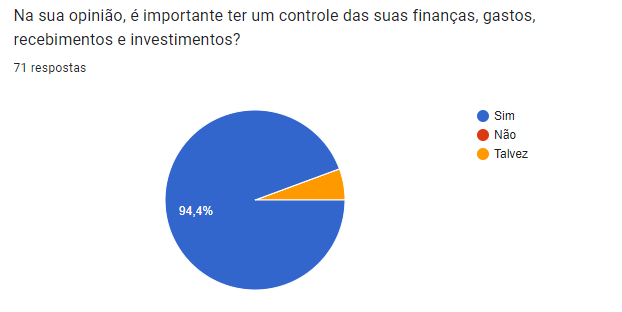 Na sua opinião, é importante ter um controle das suas finanças, gastos,
recebimentos e investimentos?
71 respostas
Sim
Não
Talvez
94,4%